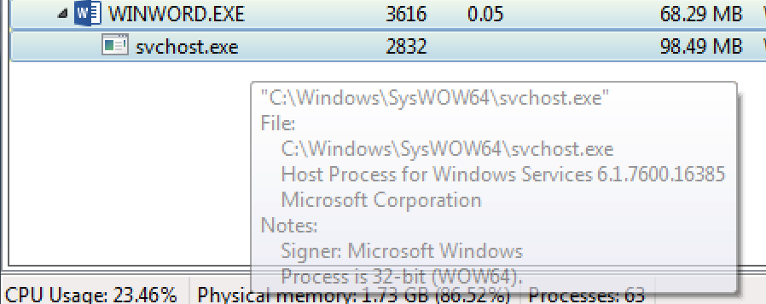 WINWORD.EXE 3616 0.05 68.29 MB
svchost.exe 2832 98.49 MB
"C:\Windows\SysWOW64\svchost.exe"
File:
C:\Windows\SysWOW64\svchost.exe
Host Process for Windows Services 6.1.7600.16385
Microsoft Corporation
Notes:
Signer: Microsoft Windows
Process is 32-bit (WOW64).
CPU Usage: 23.46% Physical memory: 1.73 GB (86.52%) Processes: 63